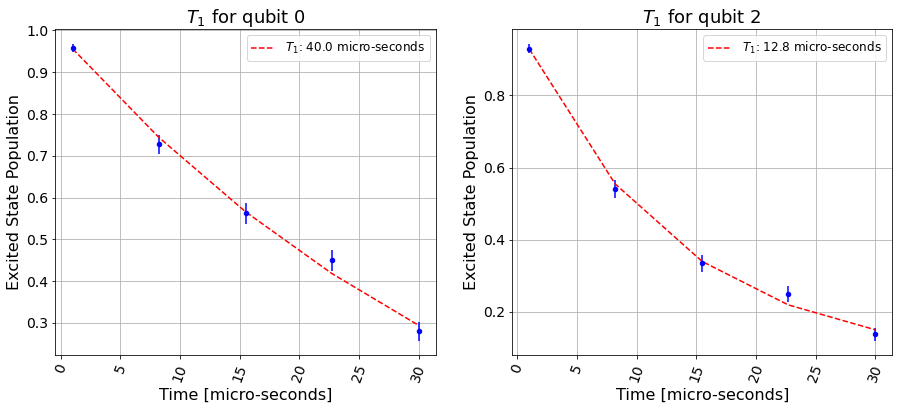 T₁ for qubit 0
Excited State Population
1.0
0.9
0.8
0.7
0.6
0.5
0.4
0.3
T₁: 40.0 micro-seconds
0 5 10 15 20 25 30
Time [micro-seconds]
T₁ for qubit 2
Excited State Population
0.8
0.6
0.4
0.2
T₁: 12.8 micro-seconds
0 5 10 15 20 25 30
Time [micro-seconds]